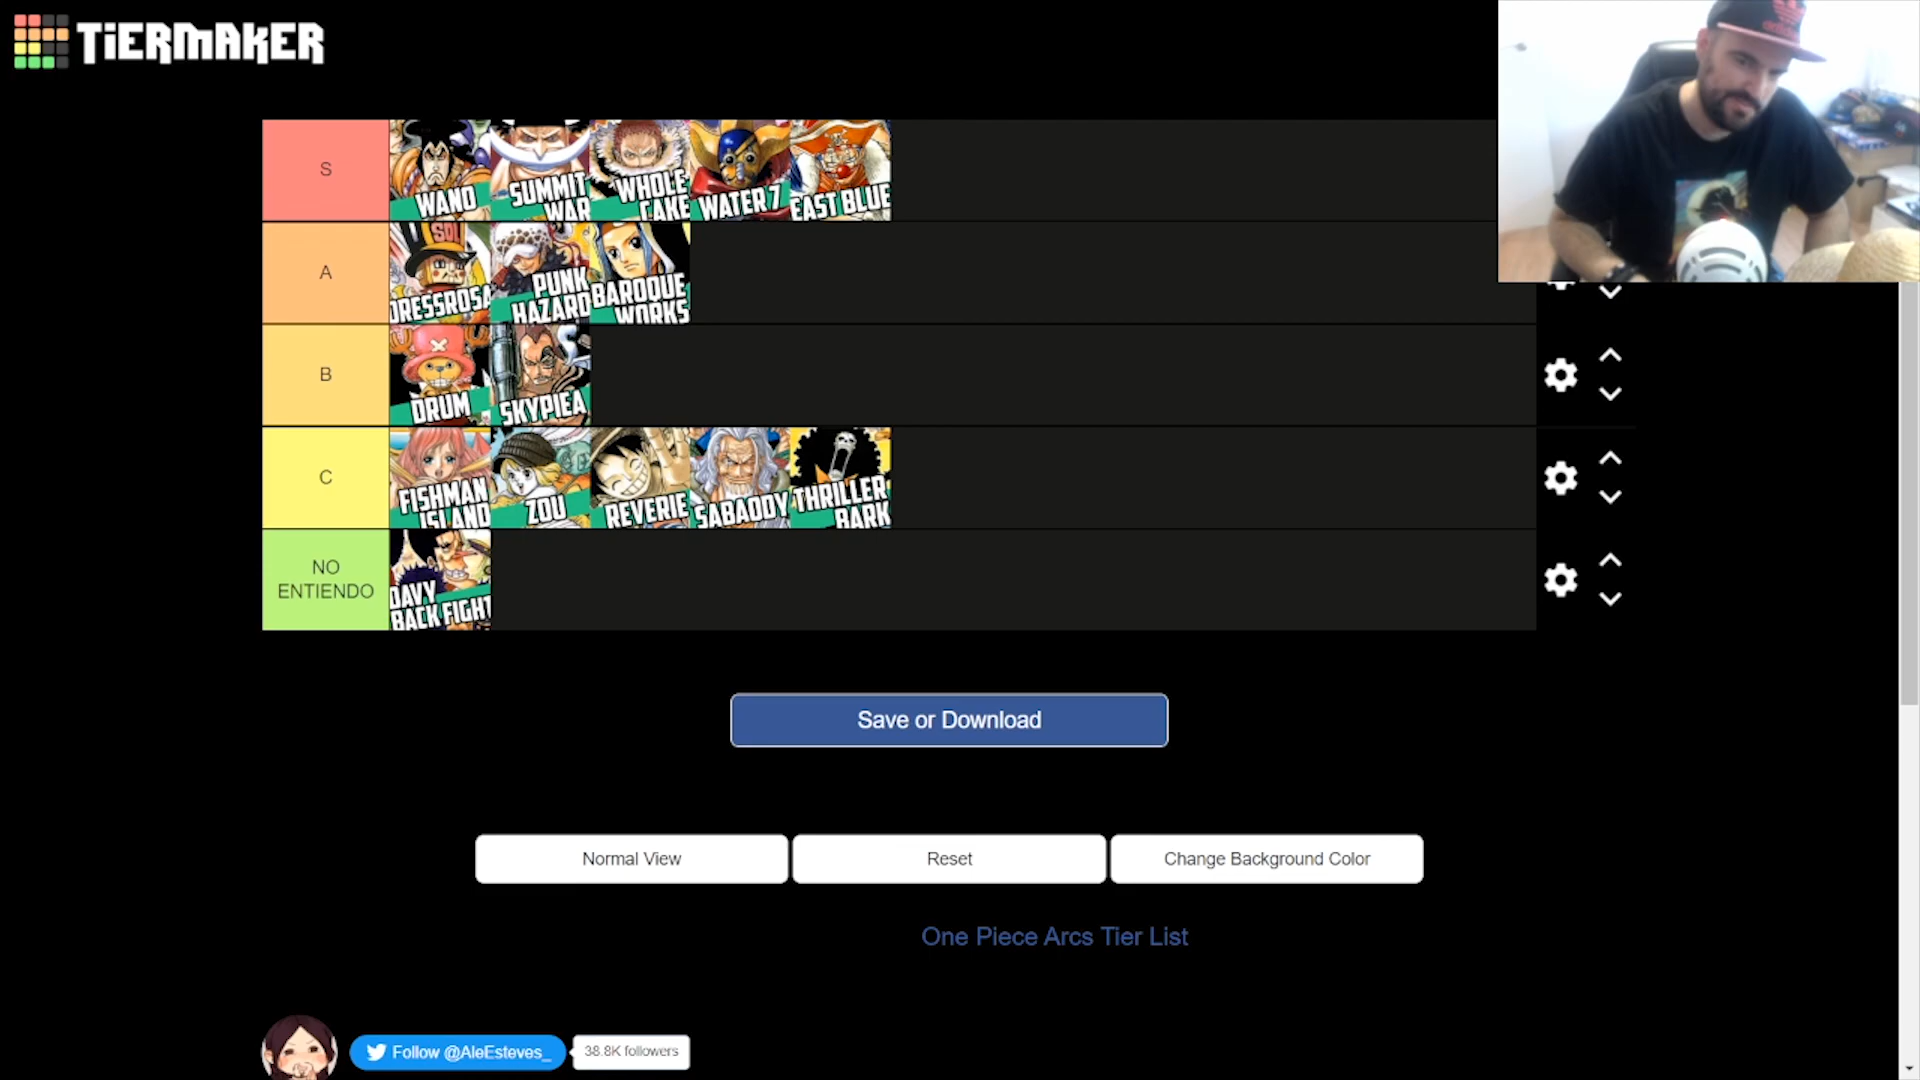 TiERMAKER
S
WANO
SUMMIT
WAR
WHOLE
CAKE
WATER 7
EAST BLUE
A
SOL
DRESSROSA
PUNK
HAZARD
BAROQUE
WORKS
B
DRUM
SKYPIEA
C
FISHMAN
ISLAND
ZOU
REVERIE
SABAODY
THRILLER
BARK
NO
ENTIENDO
DAVY
BACK FIGHT
Save or Download
Normal View
Reset
Change Background Color
One Piece Arcs Tier List
Follow @AleEsteves_
38.8K followers